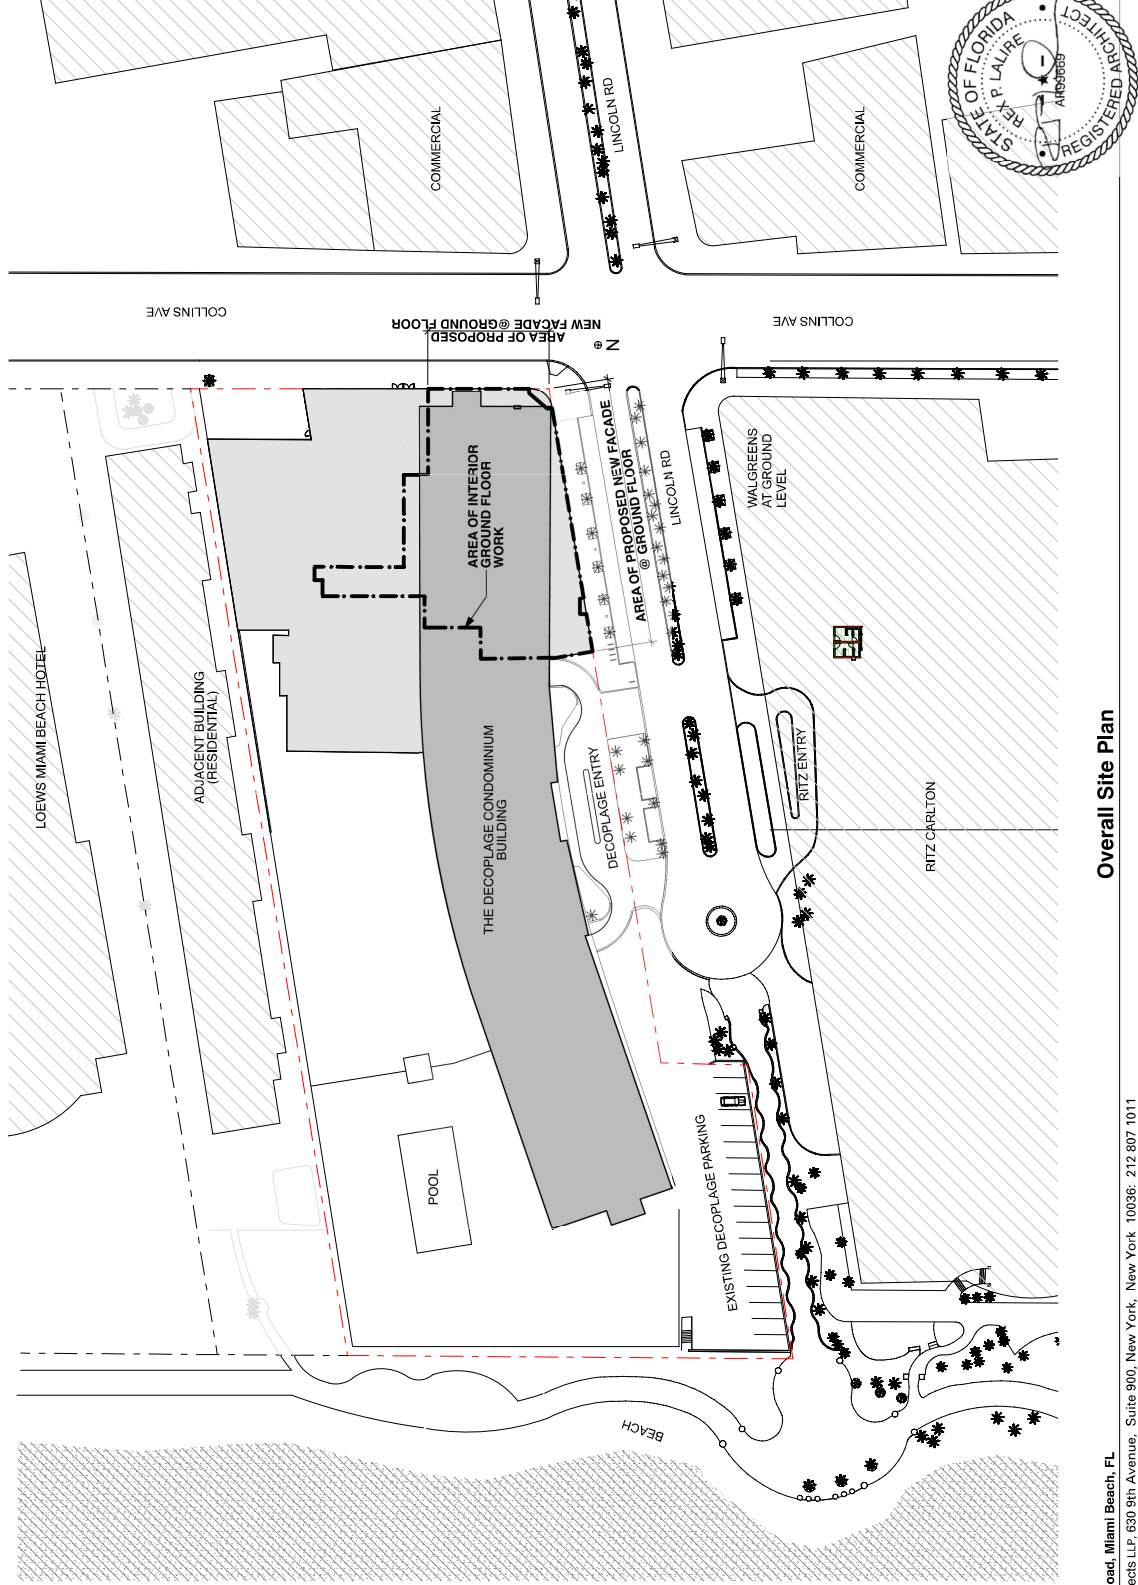 COMMERCIAL
LINCOLN RD
COMMERCIAL
STATE OF FLORIDA
REX P. LALIRE
AR99669
REGISTERED ARCHITECT
COLLINS AVE
AREA OF PROPOSED
NEW FACADE @ GROUND FLOOR
N
COLLINS AVE
AREA OF INTERIOR
GROUND FLOOR
WORK
AREA OF PROPOSED NEW FACADE
@ GROUND FLOOR
LINCOLN RD
WALGREENS
AT GROUND
LEVEL
LOEWS MIAMI BEACH HOTEL
ADJACENT BUILDING
(RESIDENTIAL)
THE DECOPLAGE CONDOMINIUM
BUILDING
DECOPLAGE ENTRY
RITZ ENTRY
RITZ CARLTON
POOL
EXISTING DECOPLAGE PARKING
BEACH
Overall Site Plan
oad, Miami Beach, FL
ects LLP, 630 9th Avenue, Suite 900, New York, New York 10036: 212 807 1011